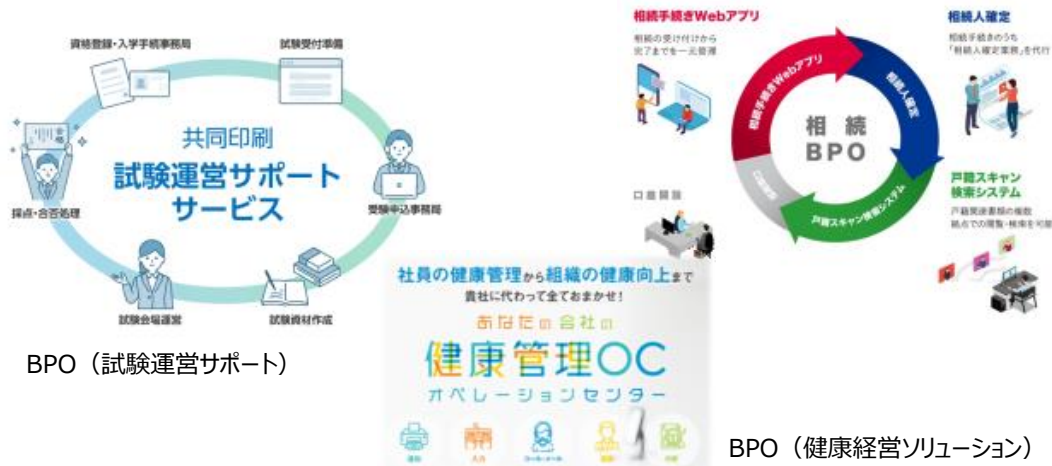 資格登録・入学手続事務局
試験受付準備
共同印刷
試験運営サポート
サービス
採点・合否処理
受験申込事務局
試験会場運営
試験資材作成
BPO（試験運営サポート）
相続手続きWebアプリ
相続の受け付けから
完了までを一元管理
相続人確定
相続手続きのうち
「相続人確定業務」を代行
相続手続きWebアプリ
相続人確定
相続
BPO
口座開設
戸籍スキャン検索システム
口座開設
戸籍スキャン
検索システム
戸籍関連書類の複数
拠点での閲覧・検索を可能
社員の健康管理から組織の健康向上まで
貴社に代わって全ておまかせ！
あなたの会社の
健康管理OC
オペレーションセンター
入力
コール・メール
BPO（健康経営ソリューション）